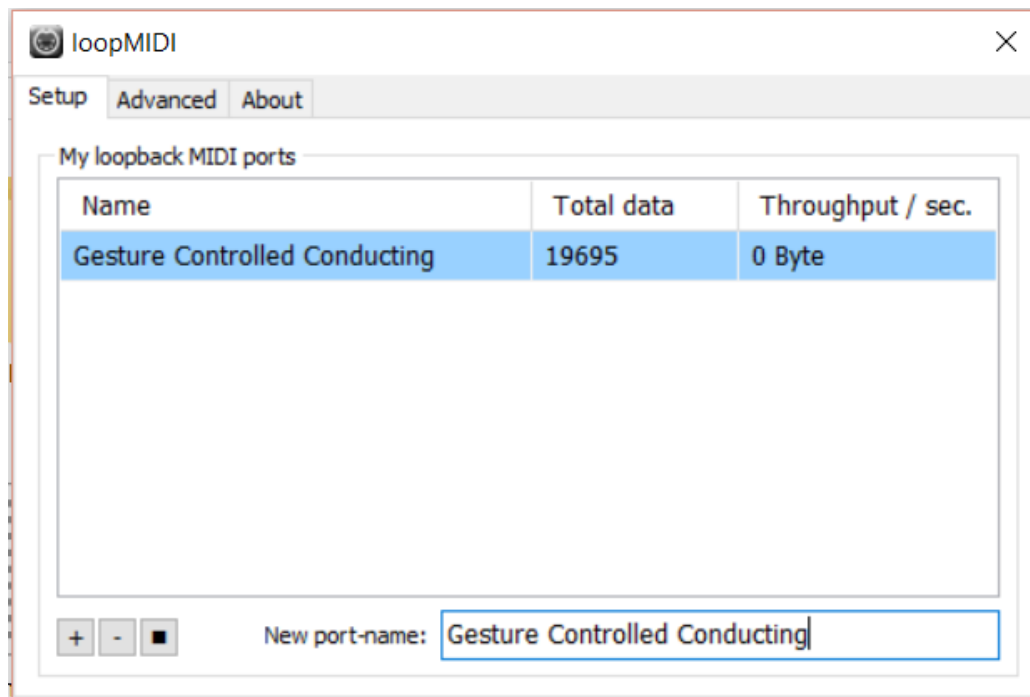 loopMIDI
Setup Advanced About
My loopback MIDI ports
Name Total data Throughput / sec.
Gesture Controlled Conducting 19695 0 Byte
+ - New port-name: Gesture Controlled Conducting